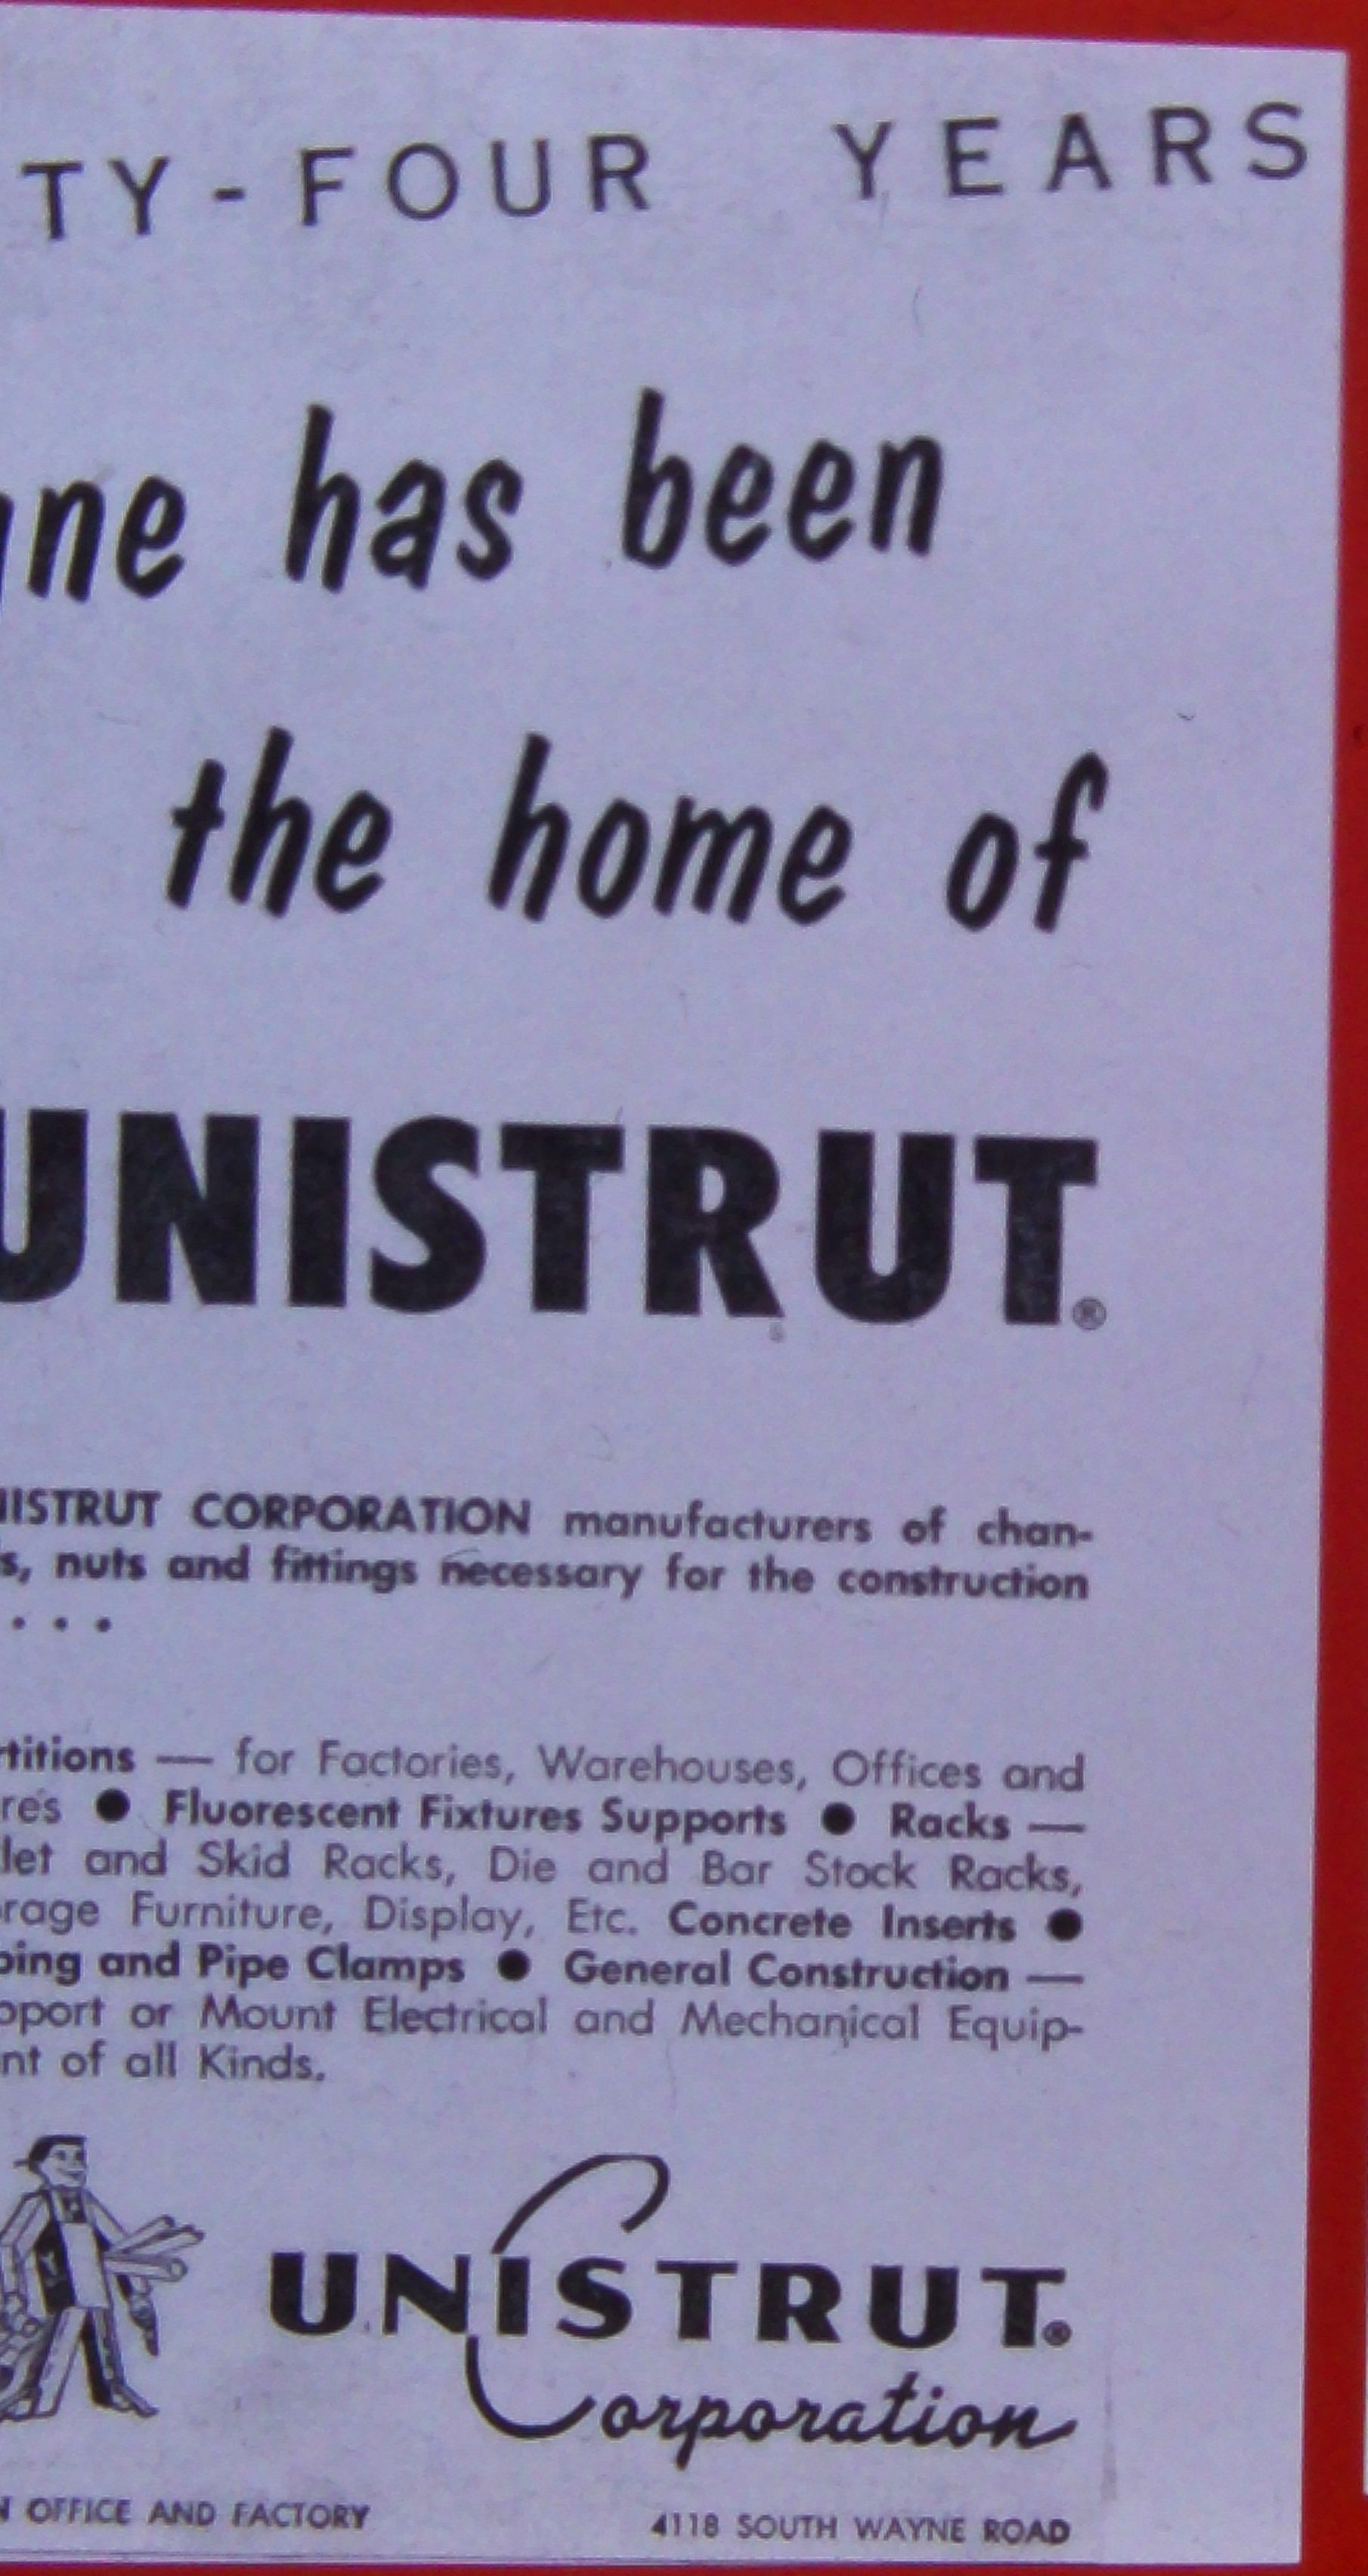 TY-FOUR YEARS
ne has been
the home of
UNISTRUT®
NISTRUT CORPORATION manufacturers of chan-
s, nuts and fittings necessary for the construction
. . .
titions — for Factories, Warehouses, Offices and
res ● Fluorescent Fixtures Supports ● Racks —
let and Skid Racks, Die and Bar Stock Racks,
rage Furniture, Display, Etc. Concrete Inserts ●
ping and Pipe Clamps ● General Construction —
pport or Mount Electrical and Mechanical Equip-
nt of all Kinds.
UNISTRUT®
Corporation
N OFFICE AND FACTORY 4118 SOUTH WAYNE ROAD